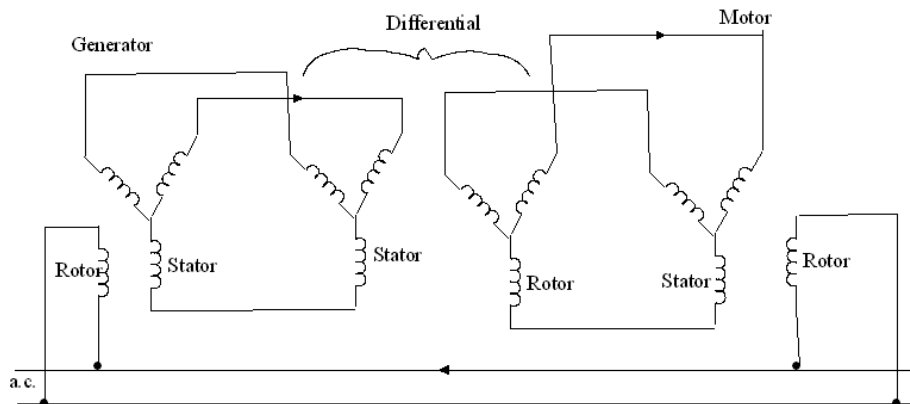 Differential
Motor
Generator
Rotor
Stator
Stator
Rotor
Stator
Rotor
a.c.